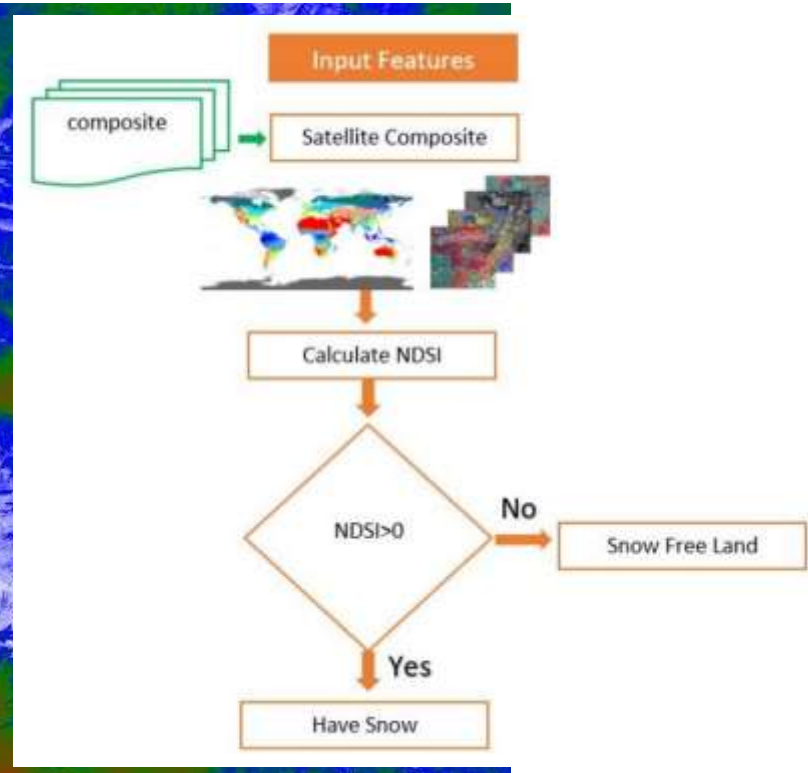 Input Features
composite
Satellite Composite
Calculate NDSI
NDSI>0
No
Snow Free Land
Yes
Have Snow